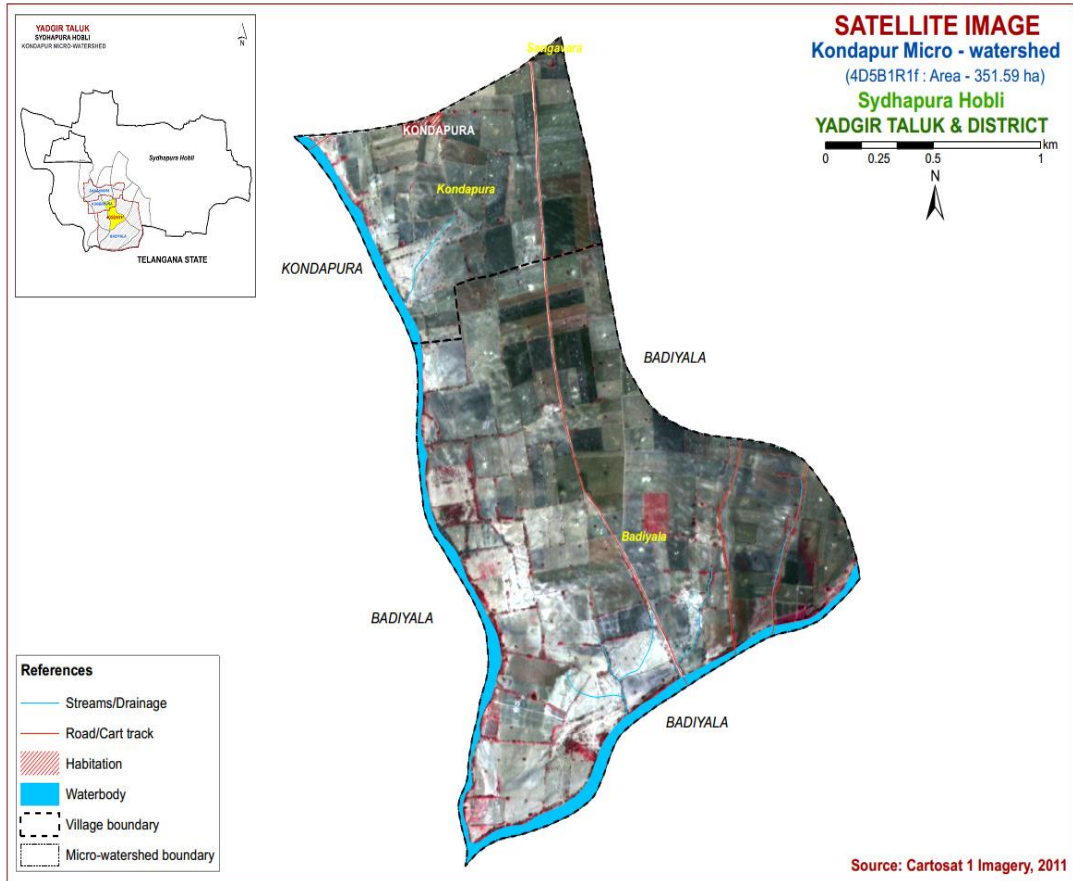 YADGIR TALUK
SYDHAPURA HOBLI
KONDAPUR MICRO-WATERSHED
N
Sydhapura Hobli
BADIYALA
TELANGANA STATE
SATELLITE IMAGE
Kondapur Micro - watershed
(4D5B1R1f : Area - 351.59 ha)
Sydhapura Hobli
YADGIR TALUK & DISTRICT
km
0 0.25 0.5 1
N
Sangavara
KONDAPURA
Kondapura
KONDAPURA
BADIYALA
Badiyala
BADIYALA
BADIYALA
References
Streams/Drainage
Road/Cart track
Habitation
Waterbody
Village boundary
Micro-watershed boundary
Source: Cartosat 1 Imagery, 2011